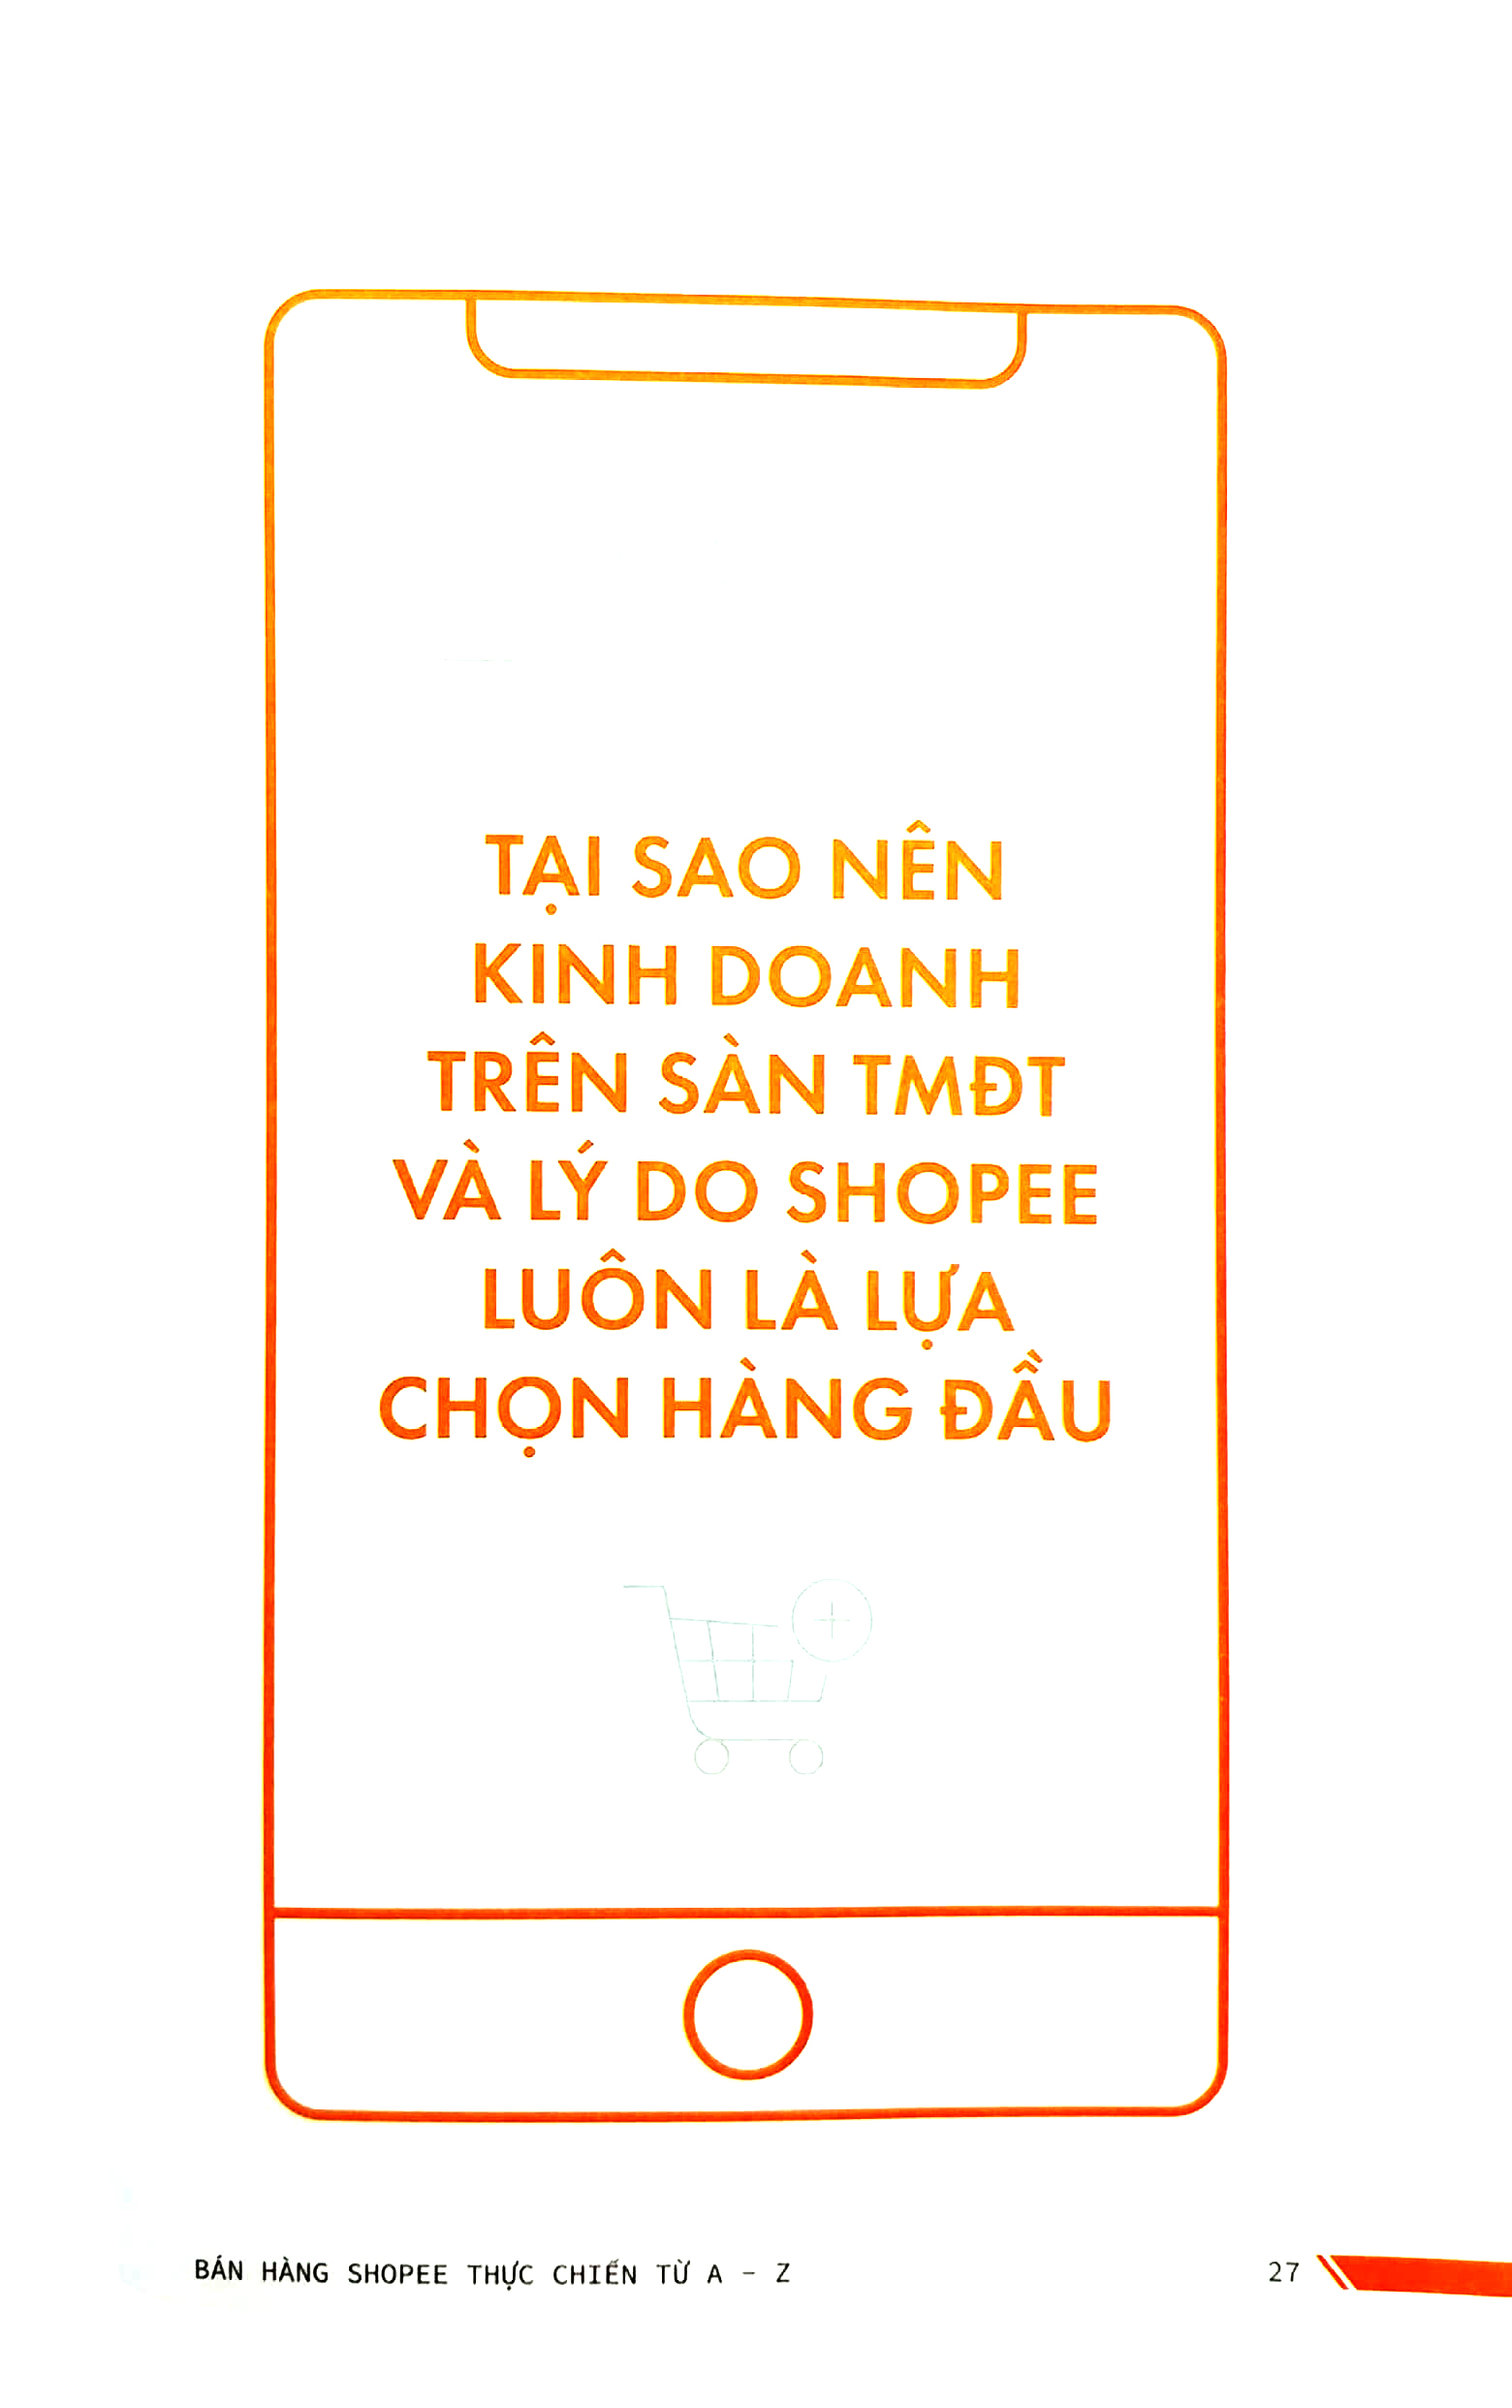 TẠI SAO NÊN
KINH DOANH
TRÊN SÀN TMĐT
VÀ LÝ DO SHOPEE
LUÔN LÀ LỰA
CHỌN HÀNG ĐẦU
BÁN HÀNG SHOPEE THỰC CHIẾN TỪ A - Z
27